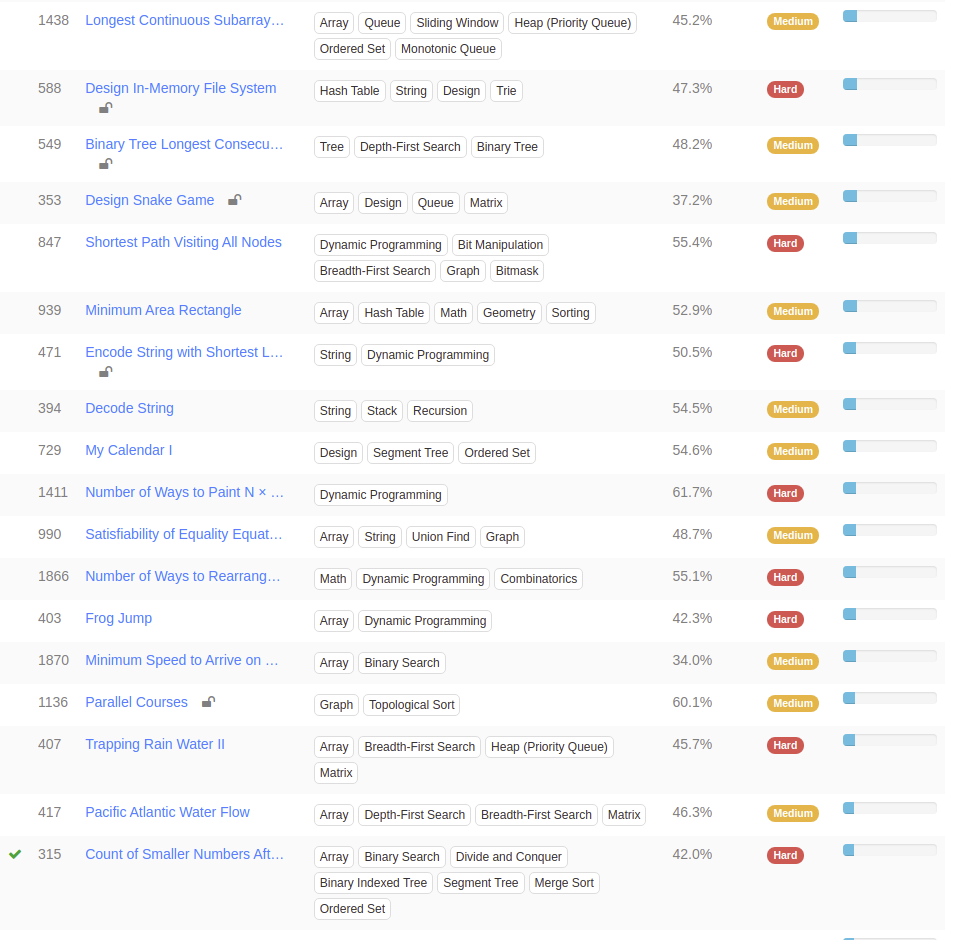 1438 Longest Continuous Subarray… Array Queue Sliding Window Heap (Priority Queue) 45.2% Medium
Ordered Set Monotonic Queue
588 Design In-Memory File System Hash Table String Design Trie 47.3% Hard
549 Binary Tree Longest Consecu… Tree Depth-First Search Binary Tree 48.2% Medium
353 Design Snake Game Array Design Queue Matrix 37.2% Medium
847 Shortest Path Visiting All Nodes Dynamic Programming Bit Manipulation 55.4% Hard
Breadth-First Search Graph Bitmask
939 Minimum Area Rectangle Array Hash Table Math Geometry Sorting 52.9% Medium
471 Encode String with Shortest L… String Dynamic Programming 50.5% Hard
394 Decode String String Stack Recursion 54.5% Medium
729 My Calendar I Design Segment Tree Ordered Set 54.6% Medium
1411 Number of Ways to Paint N × … Dynamic Programming 61.7% Hard
990 Satisfiability of Equality Equat… Array String Union Find Graph 48.7% Medium
1866 Number of Ways to Rearrang… Math Dynamic Programming Combinatorics 55.1% Hard
403 Frog Jump Array Dynamic Programming 42.3% Hard
1870 Minimum Speed to Arrive on … Array Binary Search 34.0% Medium
1136 Parallel Courses Graph Topological Sort 60.1% Medium
407 Trapping Rain Water II Array Breadth-First Search Heap (Priority Queue) 45.7% Hard
Matrix
417 Pacific Atlantic Water Flow Array Depth-First Search Breadth-First Search Matrix 46.3% Medium
315 Count of Smaller Numbers Aft… Array Binary Search Divide and Conquer 42.0% Hard
Binary Indexed Tree Segment Tree Merge Sort
Ordered Set